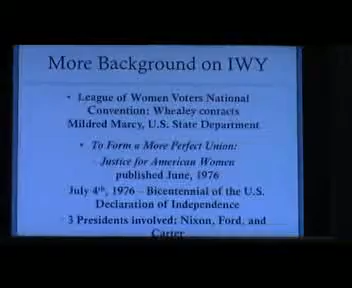 More Background on IWY
• League of Women Voters National
Convention: Whealey contacts
Mildred Marcy, U.S. State Department
• To Form a More Perfect Union:
Justice for American Women
published June, 1976
July 4th, 1976 – Bicentennial of the U.S.
Declaration of Independence
3 Presidents involved: Nixon, Ford, and
Carter